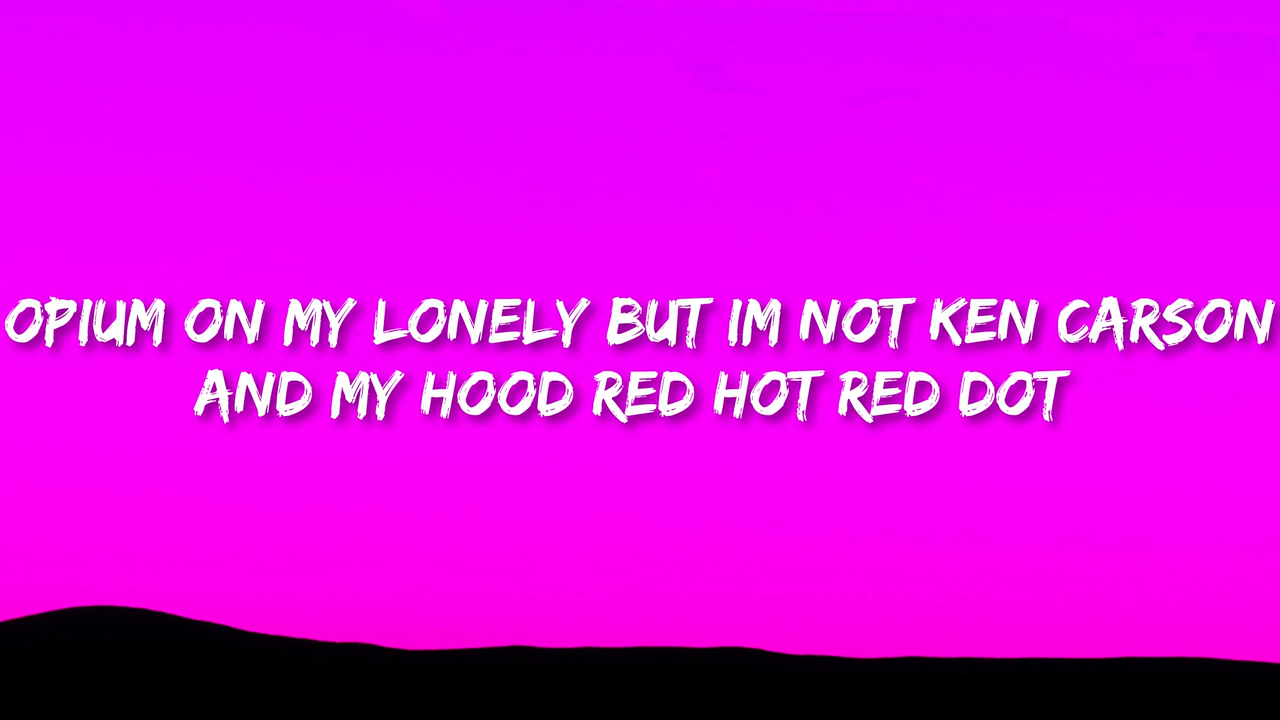 OPIUM ON MY LONELY BUT IM NOT KEN CARSON
AND MY HOOD RED HOT RED DOT